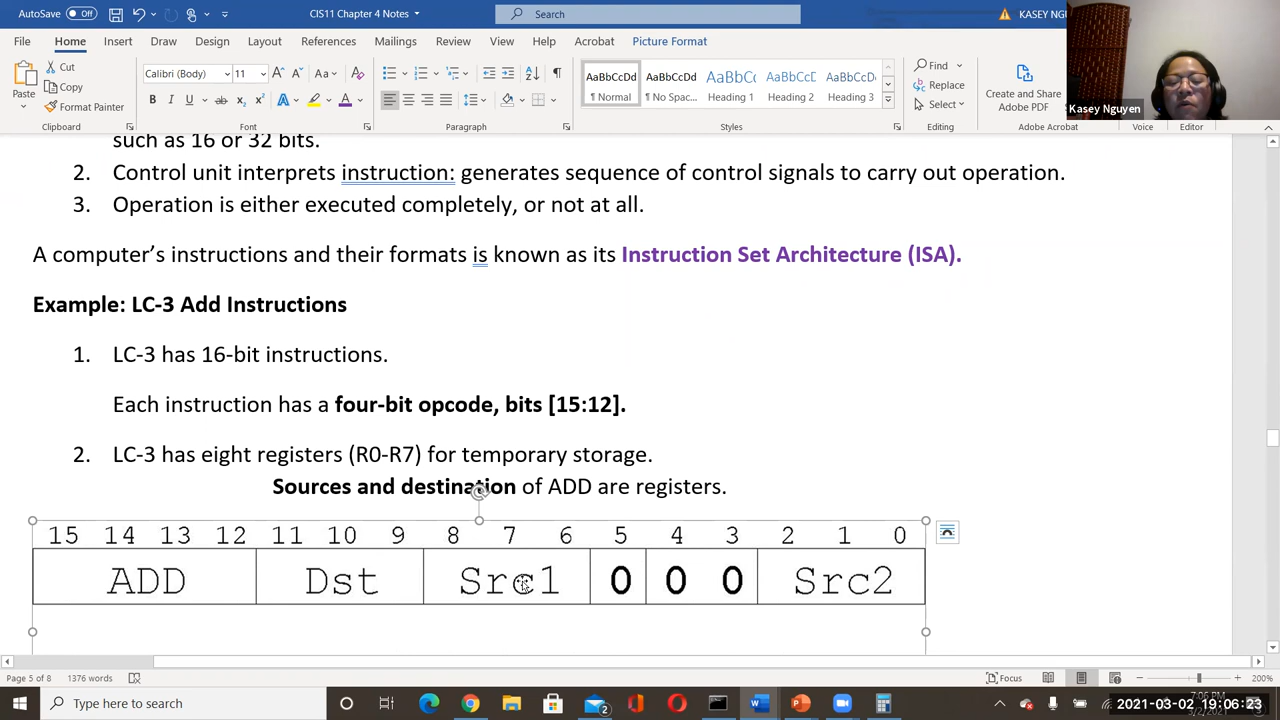 AutoSave Off CIS11 Chapter 4 Notes Search KASEY NGU
File Home Insert Draw Design Layout References Mailings Review View Help Acrobat Picture Format
Paste Cut Copy Format Painter Clipboard
Calibri (Body) 11 Font
Paragraph
AaBbCcDd ¶ Normal AaBbCcDd ¶ No Spac... AaBbCc Heading 1 AaBbCcD Heading 2 AaBbCcD Heading 3 Styles
Find Replace Select Editing
Create and Share Adobe PDF Adobe Acrobat
Voice Editor
Kasey Nguyen
such as 16 or 32 bits.
2. Control unit interprets instruction: generates sequence of control signals to carry out operation.
3. Operation is either executed completely, or not at all.
A computer’s instructions and their formats is known as its Instruction Set Architecture (ISA).
Example: LC-3 Add Instructions
1. LC-3 has 16-bit instructions.
Each instruction has a four-bit opcode, bits [15:12].
2. LC-3 has eight registers (R0-R7) for temporary storage.
Sources and destination of ADD are registers.
15 14 13 12 11 10 9 8 7 6 5 4 3 2 1 0
ADD Dst Src1 0 0 0 Src2
Page 5 of 8 1376 words Focus 200%
Type here to search 2 7:06 PM
2021-03-02 19:06:23